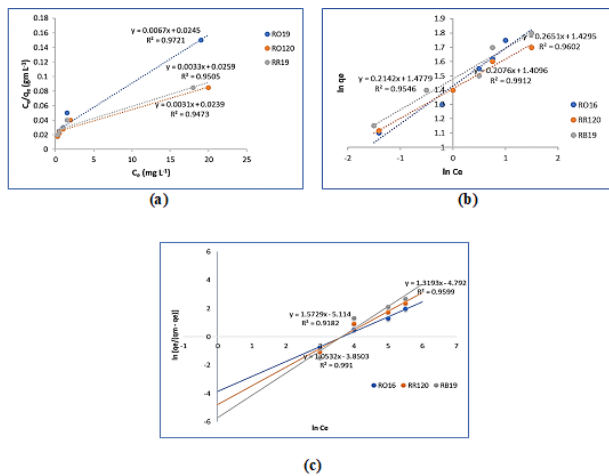 y = 0.0067x + 0.0245
R² = 0.9721
y = 0.0033x + 0.0259
R² = 0.9505
y = 0.0031x + 0.0239
R² = 0.9473
RO19
RO120
RR19
0.2
0.18
0.16
0.14
0.12
0.1
0.08
0.06
0.04
0.02
0
0 5 10 15 20 25
Cₑ/qₑ (gm L⁻¹)
Cₑ (mg L⁻¹)
(a)
y = 0.2651x + 1.4295
R² = 0.9602
y = 0.2142x + 1.4779
R² = 0.9546
y = 0.2076x + 1.4096
R² = 0.9912
RO16
RR120
RB19
1.9
1.8
1.7
1.6
1.5
1.4
1.3
1.2
1.1
1
-2 -1 0 1 2
ln qe
ln Ce
(b)
y = 1.3193x - 4.792
R² = 0.9599
y = 1.5729x - 5.114
R² = 0.9182
y = 1.0532x - 3.8503
R² = 0.991
RO16
RR120
RB19
6
4
2
0
-2
-4
-6
-1 0 1 2 3 4 5 6 7
ln [qe/(qm - qe)]
ln Ce
(c)